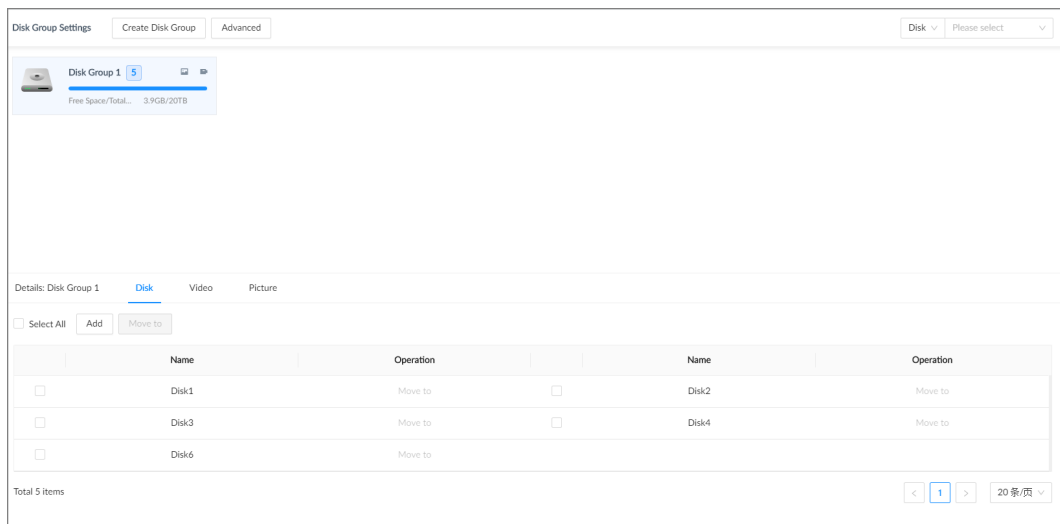 Disk Group Settings Create Disk Group Advanced Disk Please select
Disk Group 1 5
Free Space/Total... 3.9GB/20TB
Details: Disk Group 1 Disk Video Picture
Select All Add Move to
Name Operation Name Operation
Disk1 Move to Disk2 Move to
Disk3 Move to Disk4 Move to
Disk6 Move to
Total 5 items < 1 > 20 条/页